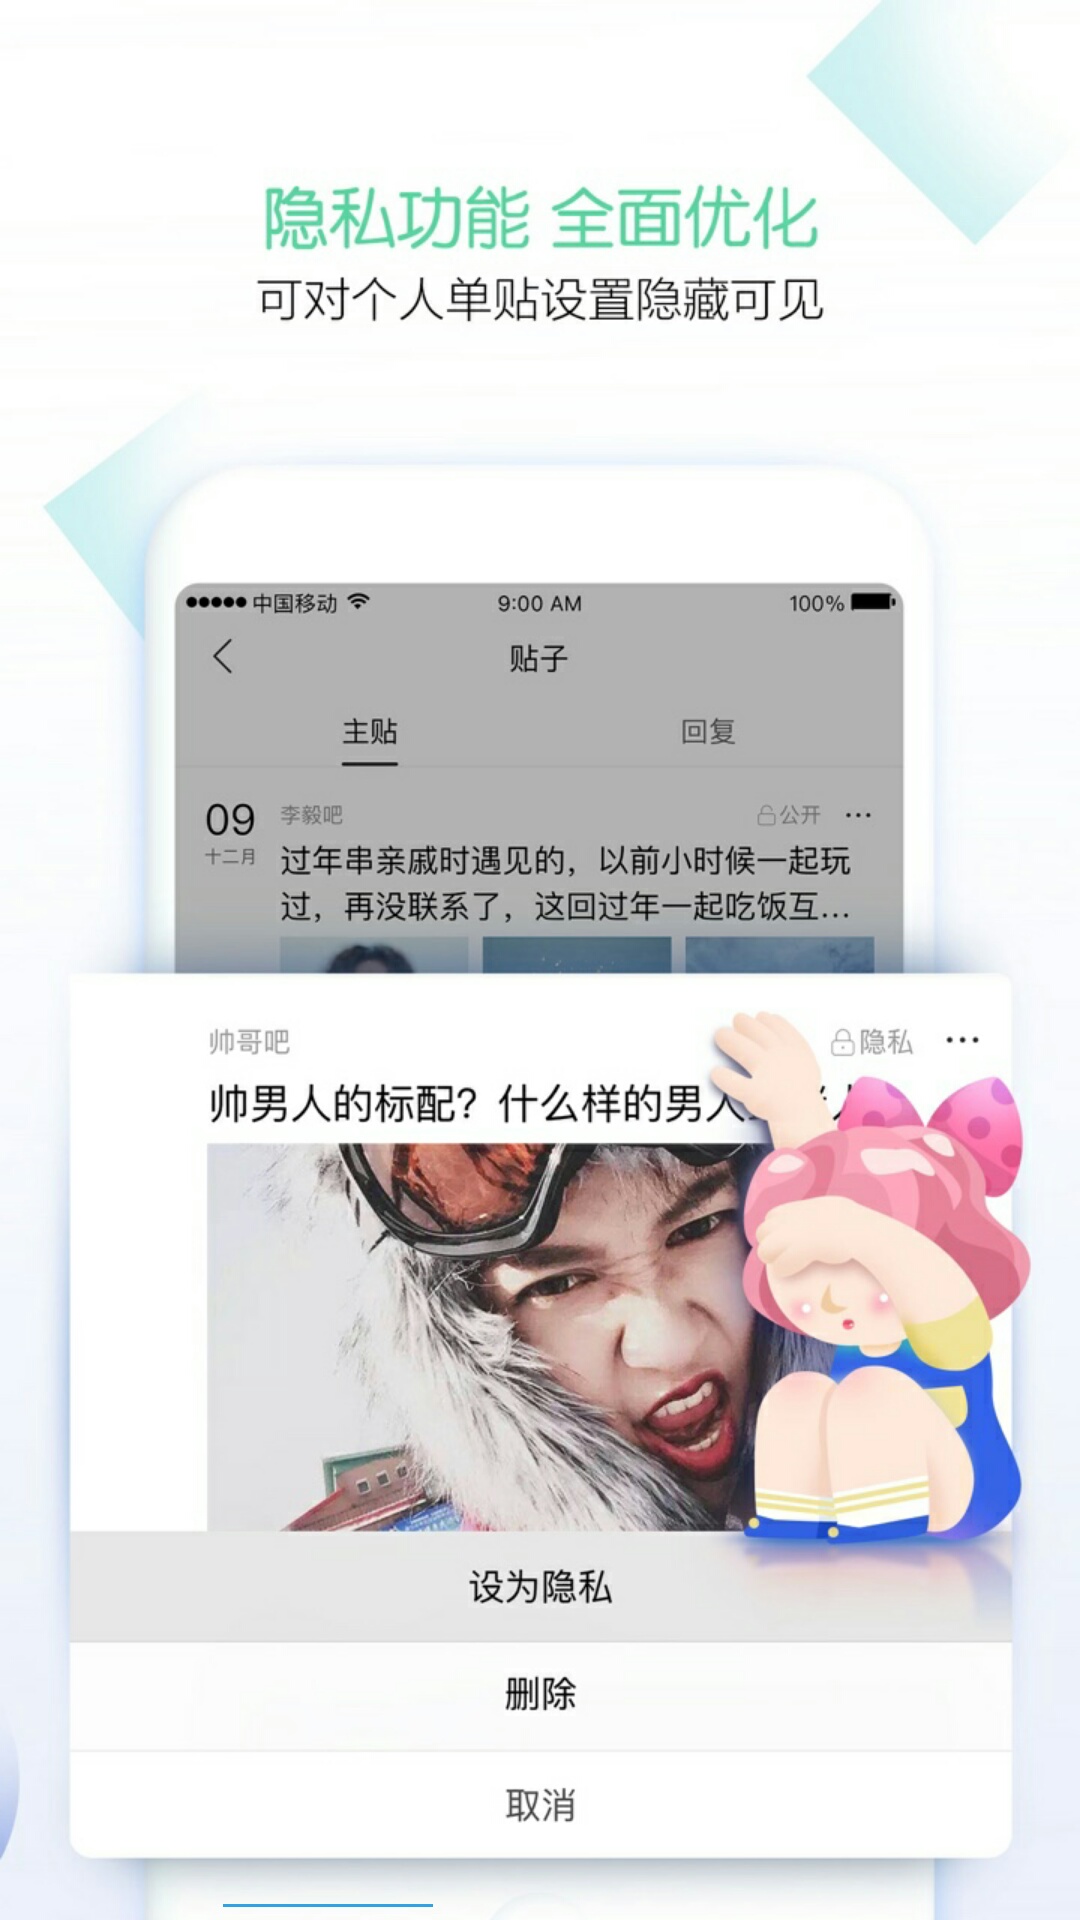 隐私功能 全面优化
可对个人单贴设置隐藏可见
中国移动 9:00 AM 100%
贴子
主贴 回复
09 李毅吧 公开 ···
十二月 过年串亲戚时遇见的，以前小时候一起玩
过，再没联系了，这回过年一起吃饭互...
帅哥吧 隐私 ···
帅男人的标配？什么样的男人
设为隐私
删除
取消